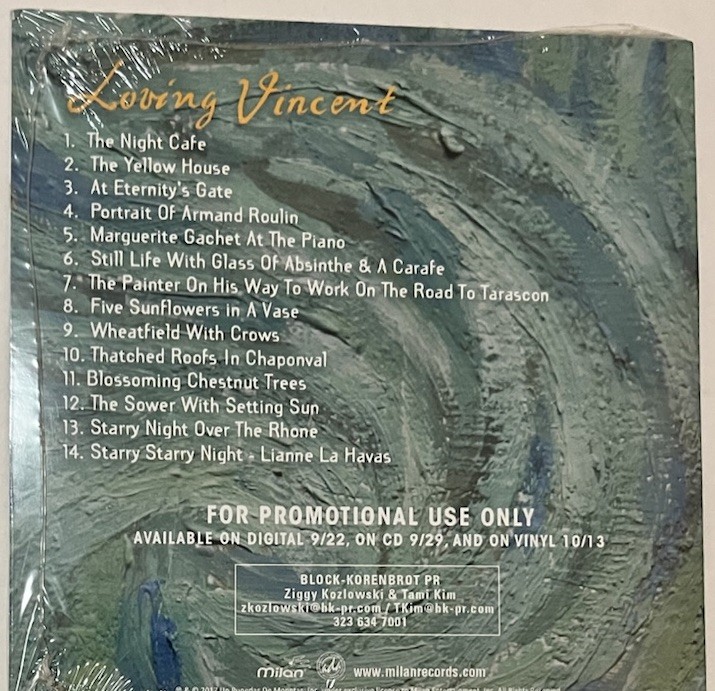 Loving Vincent
1. The Night Cafe
2. The Yellow House
3. At Eternity's Gate
4. Portrait Of Armand Roulin
5. Marguerite Gachet At The Piano
6. Still Life With Glass Of Absinthe & A Carafe
7. The Painter On His Way To Work On The Road To Tarascon
8. Five Sunflowers in A Vase
9. Wheatfield With Crows
10. Thatched Roofs In Chaponval
11. Blossoming Chestnut Trees
12. The Sower With Setting Sun
13. Starry Night Over The Rhone
14. Starry Starry Night - Lianne La Havas
FOR PROMOTIONAL USE ONLY
AVAILABLE ON DIGITAL 9/22, ON CD 9/29, AND ON VINYL 10/13
BLOCK-KORENBROT PR
Ziggy Kozlowski & Tami Kim
zkozlowski@bk-pr.com / TKim@bk-pr.com
323 634 7001
milan www.milanrecords.com